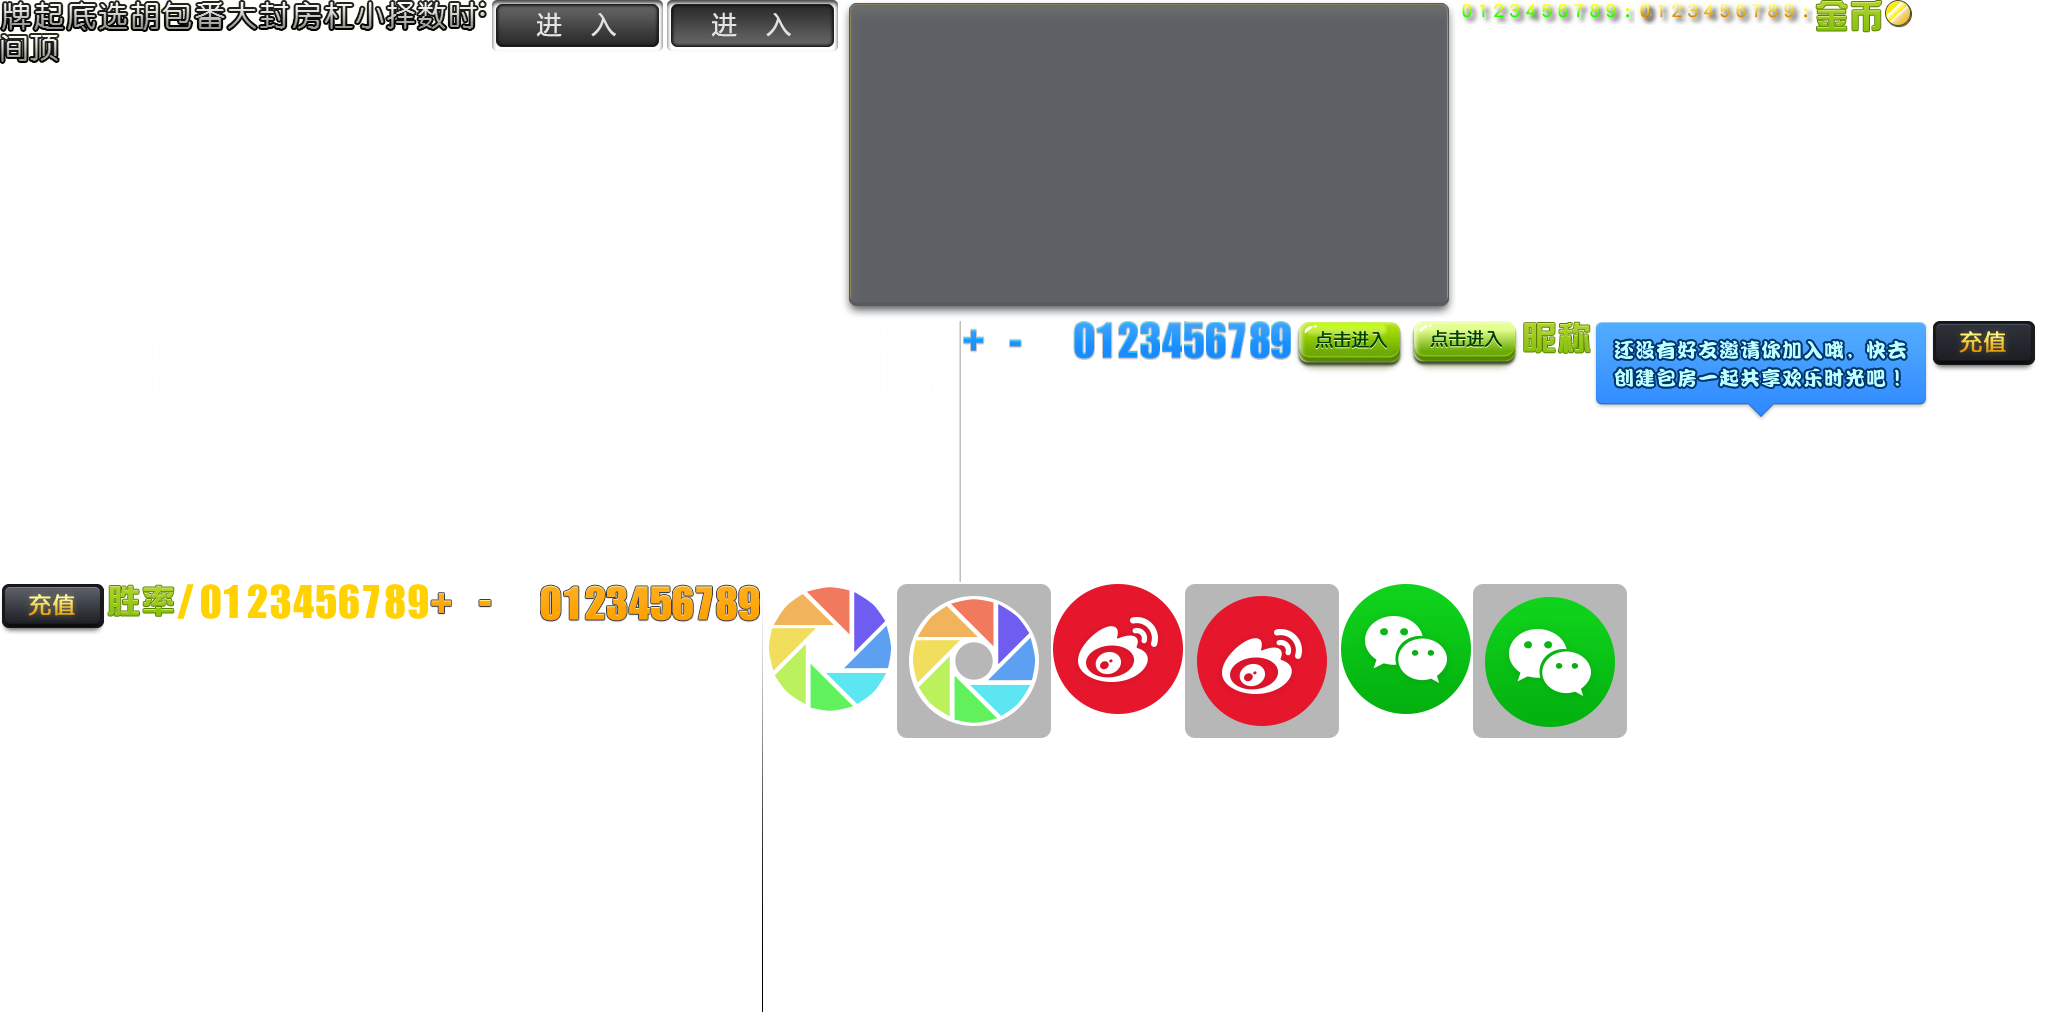 牌起底选胡包番大封房杠小择数时:
间顶
进 入
进 入
0123456789:
0123456789:
金币
+ - 0123456789
点击进入
点击进入
昵称
还没有好友邀请你加入哦，快去
创建包房一起共享欢乐时光吧！
充值
充值
胜率
/0123456789
+ - 0123456789